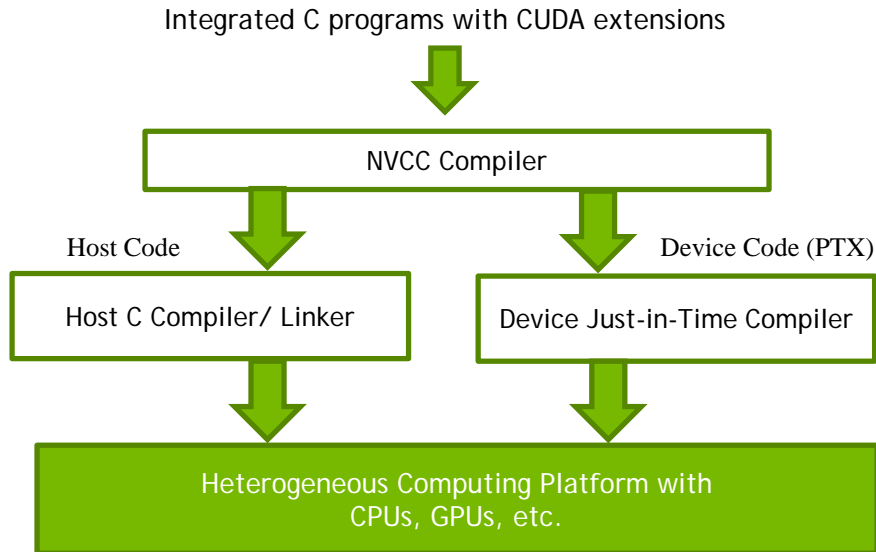 Integrated C programs with CUDA extensions
NVCC Compiler
Host Code
Device Code (PTX)
Host C Compiler/ Linker
Device Just-in-Time Compiler
Heterogeneous Computing Platform with
CPUs, GPUs, etc.